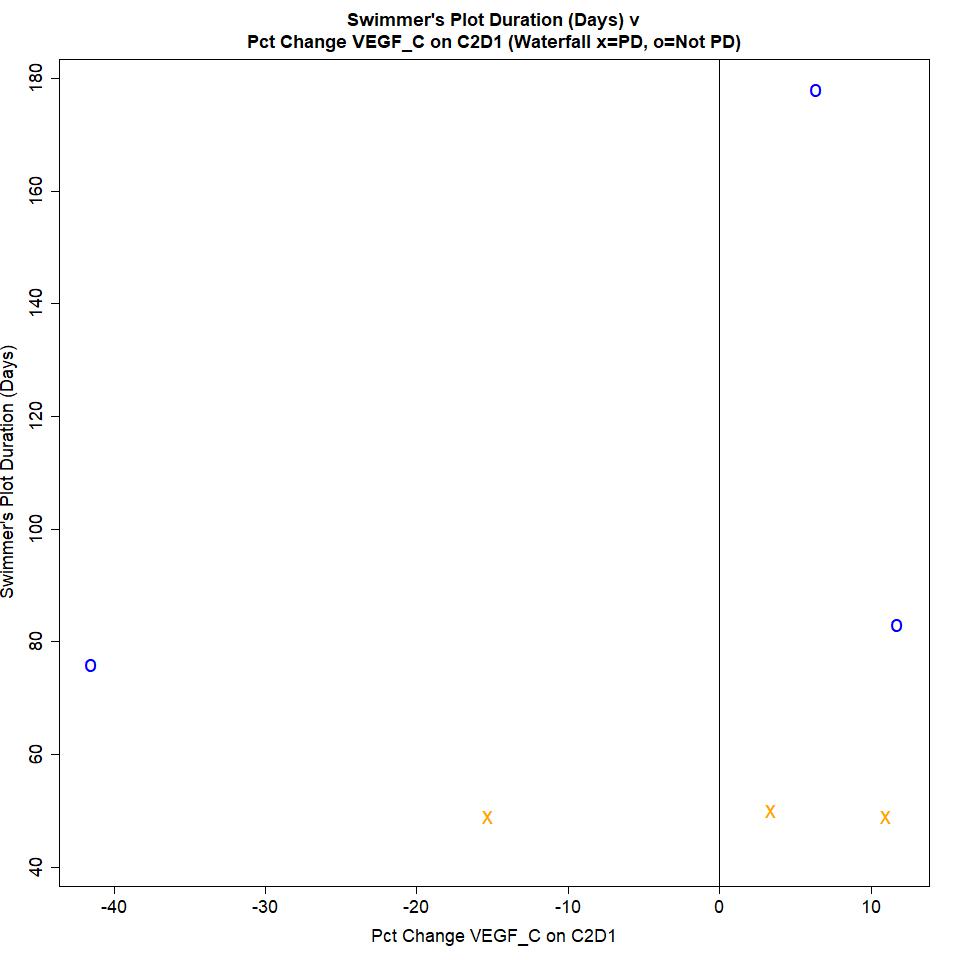 Swimmer's Plot Duration (Days) v
Pct Change VEGF_C on C2D1 (Waterfall x=PD, o=Not PD)
Swimmer's Plot Duration (Days)
180
160
140
120
100
80
60
40
o
o
o
x
x
x
-40
-30
-20
-10
0
10
Pct Change VEGF_C on C2D1